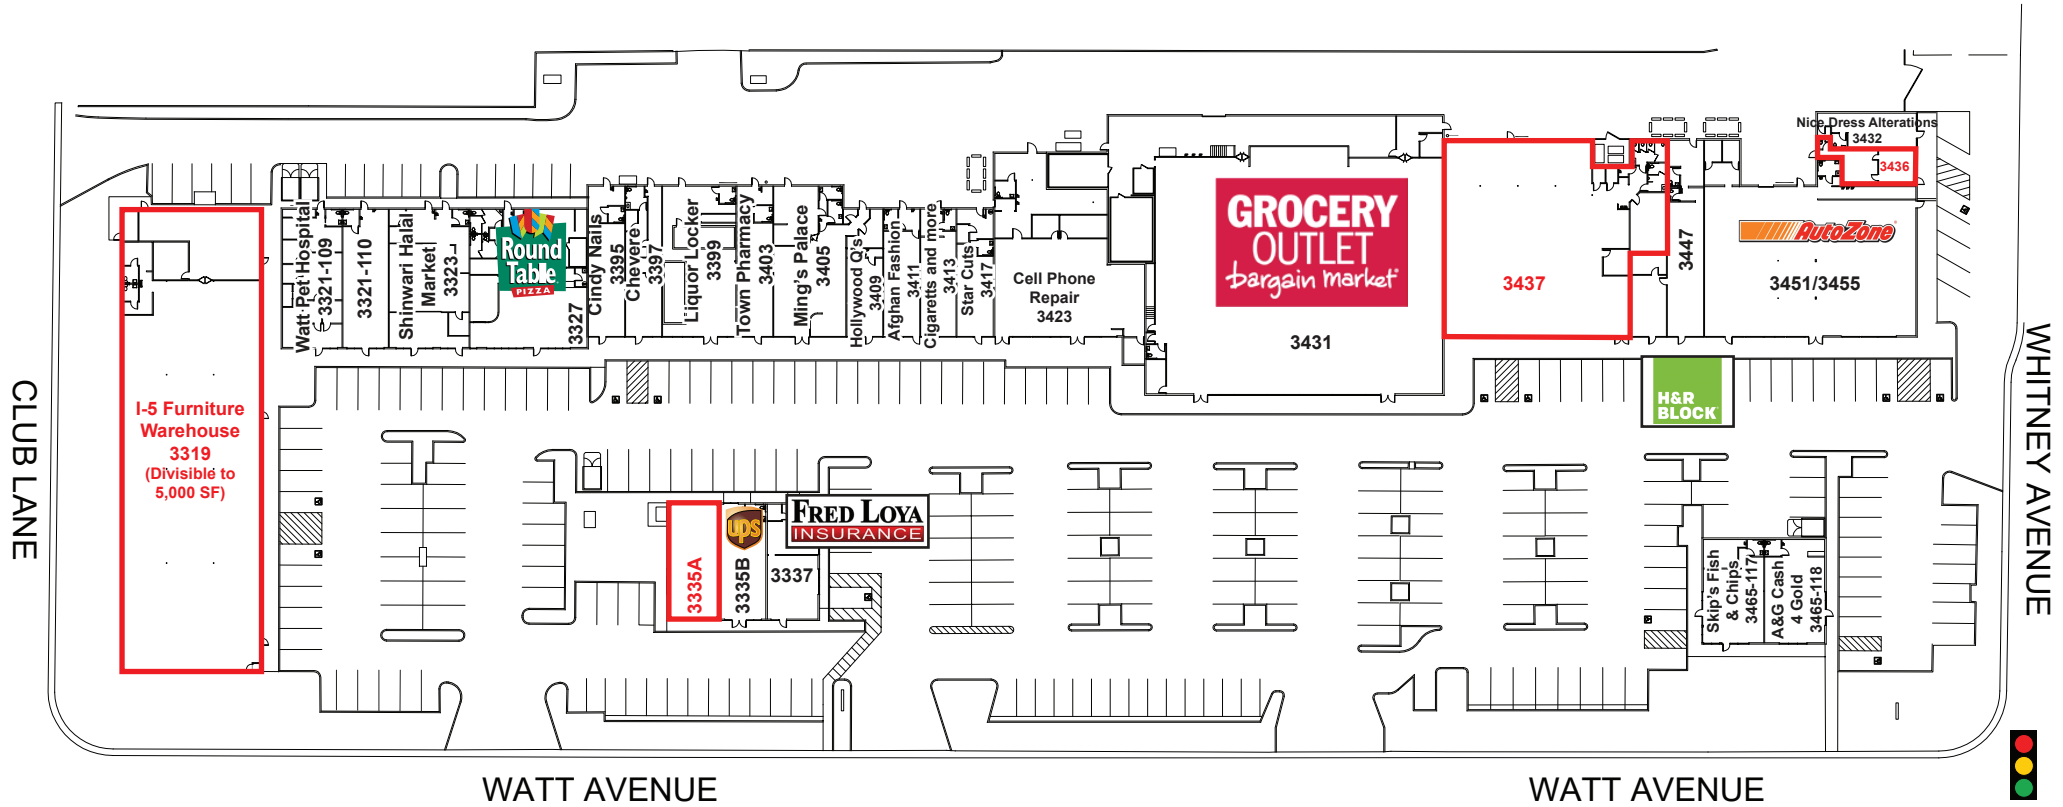 Nice Dress Alterations
3432
3436
Watt Pet Hospital
3321-109
3321-110
Shinwari Halal
Market
3323
Round
Table
PIZZA
3327
Cindy Nails
3395
Chevere
3397
Liquor Locker
3399
Town Pharmacy
3403
Ming's Palace
3405
Hollywood Q's
3409
Afghan Fashion
3411
Cigaretts and more
3413
Star Cuts
3417
Cell Phone
Repair
3423
GROCERY
OUTLET
bargain market
3431
3437
3447
AutoZone
3451/3455
H&R
BLOCK
I-5 Furniture
Warehouse
3319
(Divisible to
5,000 SF)
3335A
ups
3335B
FRED LOYA
INSURANCE
3337
Skip's Fish
& Chips
3465-117
A&G Cash
4 Gold
3465-118
CLUB LANE
WHITNEY AVENUE
WATT AVENUE
WATT AVENUE